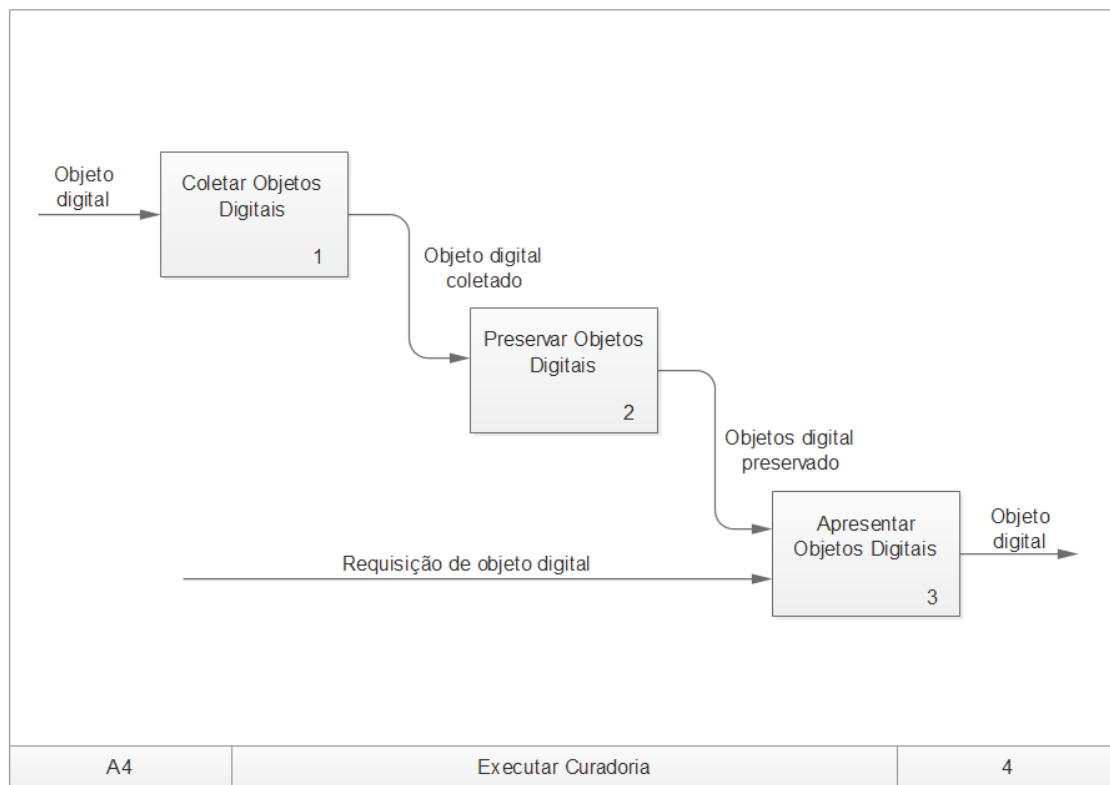 Objeto
digital
Coletar Objetos
Digitais
1
Objeto digital
coletado
Preservar Objetos
Digitais
2
Objetos digital
preservado
Requisição de objeto digital
Apresentar
Objetos Digitais
3
Objeto
digital
A4
Executar Curadoria
4